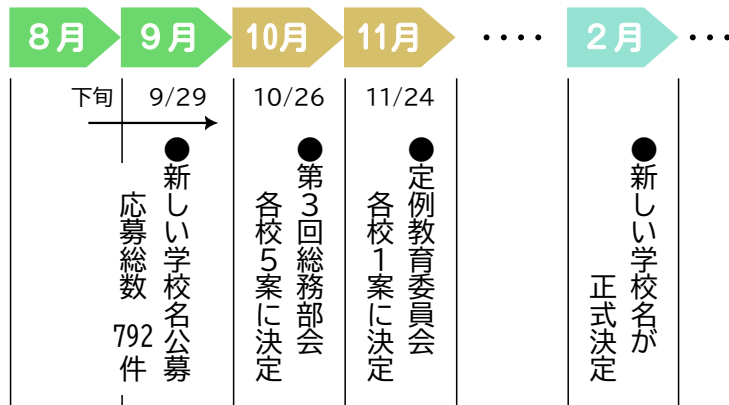 8月
9月
10月
11月
････
2月
･･･
下旬
9/29
10/26
11/24
●新しい学校名公募
応募総数 792件
●第3回総務部会
各校5案に決定
●定例教育委員会
各校1案に決定
●新しい学校名が
正式決定